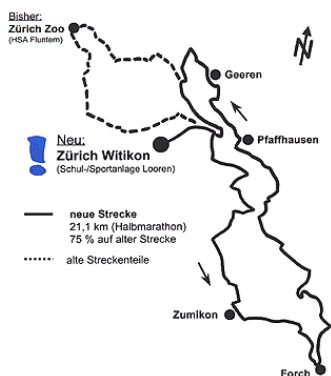 Bisher:
Zürich Zoo
(HSA Fluntern)
N
Geeren
Neu:
Zürich Witikon
(Schul-/Sportanlage Looren)
Pfaffhausen
neue Strecke
21,1 km (Halbmarathon)
75 % auf alter Strecke
alte Streckenteile
Zumikon
Forch